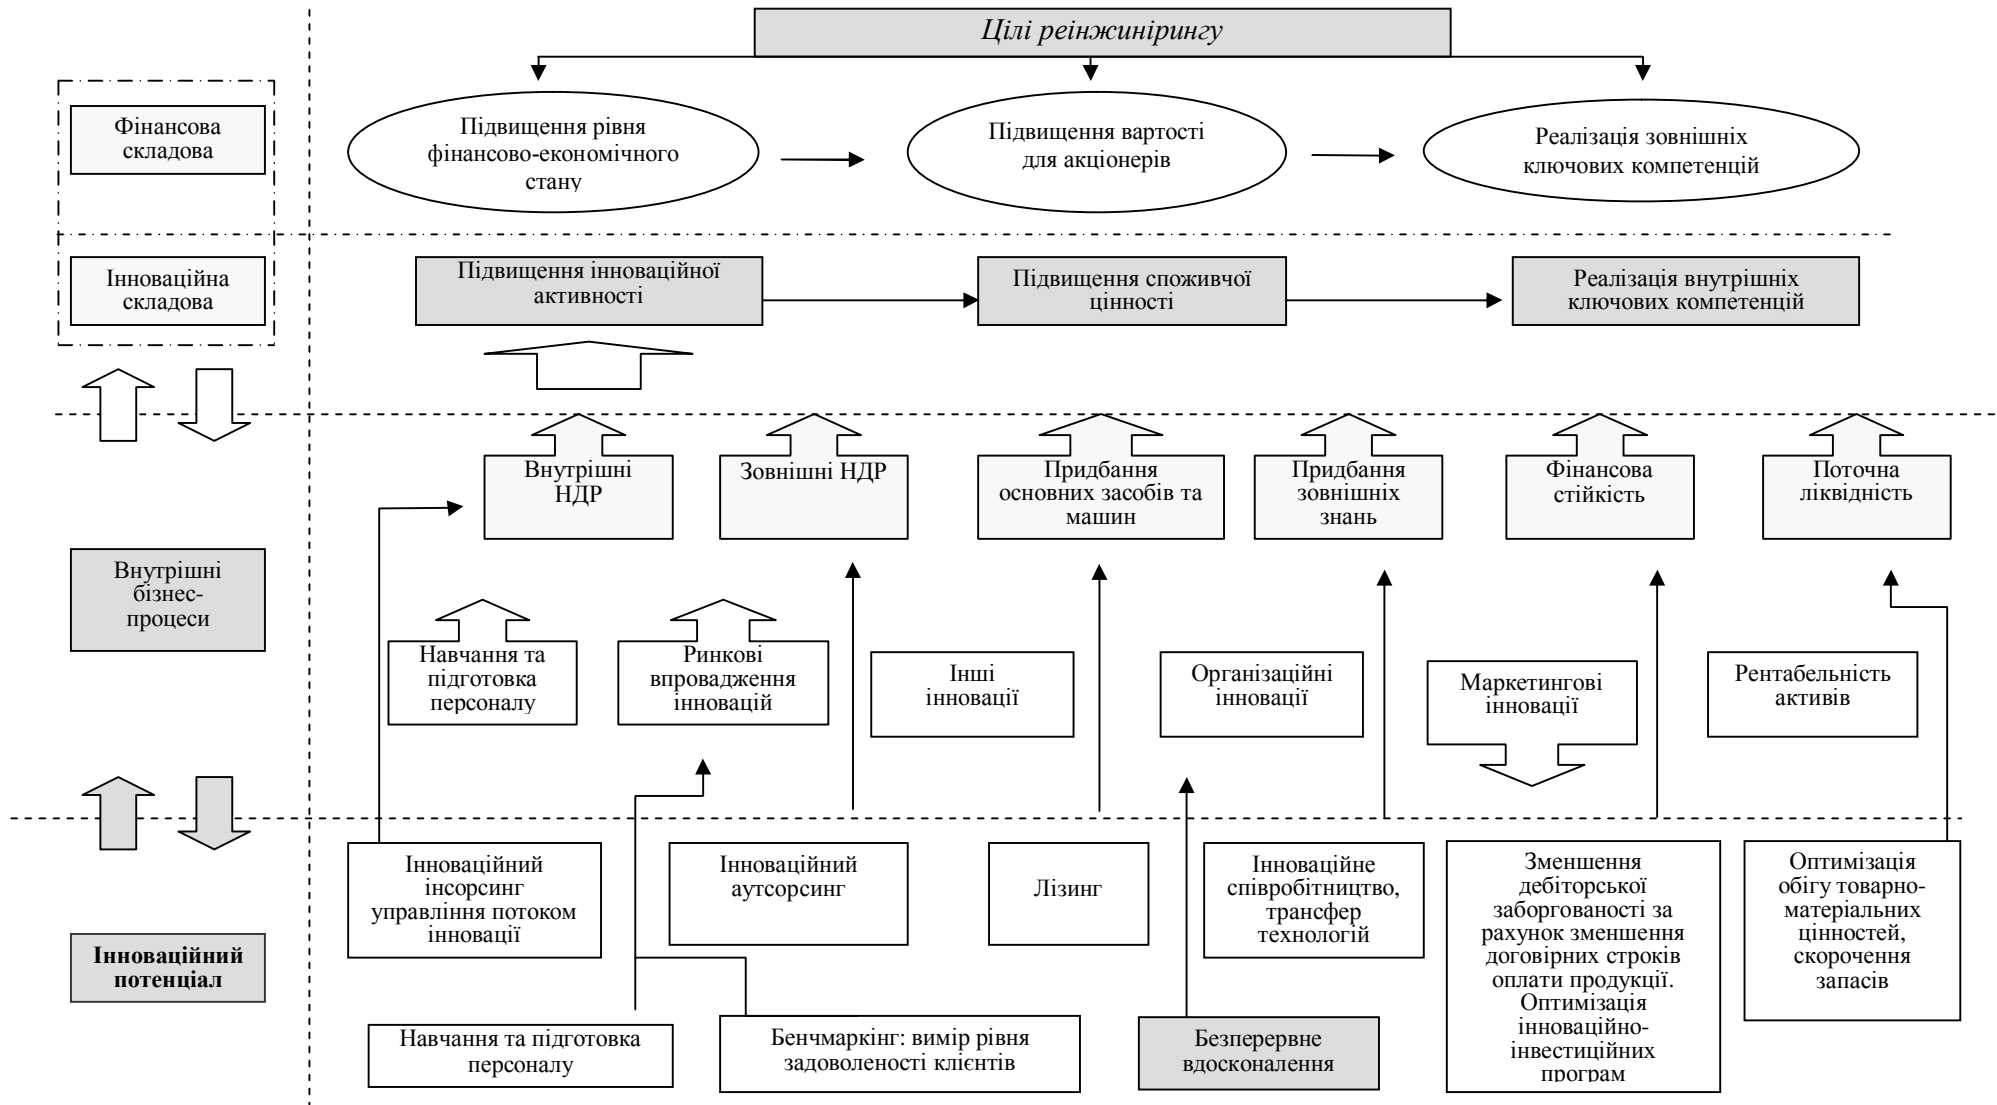 Цілі реінжинірингу
Фінансова
складова
Підвищення рівня
фінансово-економічного
стану
Підвищення вартості
для акціонерів
Реалізація зовнішніх
ключових компетенцій
Інноваційна
складова
Підвищення інноваційної
активності
Підвищення споживчої
цінності
Реалізація внутрішніх
ключових компетенцій
Внутрішні
НДР
Зовнішні НДР
Придбання
основних засобів та
машин
Придбання
зовнішніх
знань
Фінансова
стійкість
Поточна
ліквідність
Внутрішні
бізнес-
процеси
Навчання та
підготовка
персоналу
Ринкові
впровадження
інновацій
Інші
інновації
Організаційні
інновації
Маркетингові
інновації
Рентабельність
активів
Інноваційний
потенціал
Інноваційний
інсорсинг
управління потоком
інновації
Інноваційний
аутсорсинг
Лізинг
Інноваційне
співробітництво,
трансфер
технологій
Зменшення
дебіторської
заборгованості за
рахунок зменшення
договірних строків
оплати продукції.
Оптимізація
інноваційно-
інвестиційних
програм
Оптимізація
обігу товарно-
матеріальних
цінностей,
скорочення
запасів
Навчання та підготовка
персоналу
Бенчмаркінг: вимір рівня
задоволеності клієнтів
Безперервне
вдосконалення